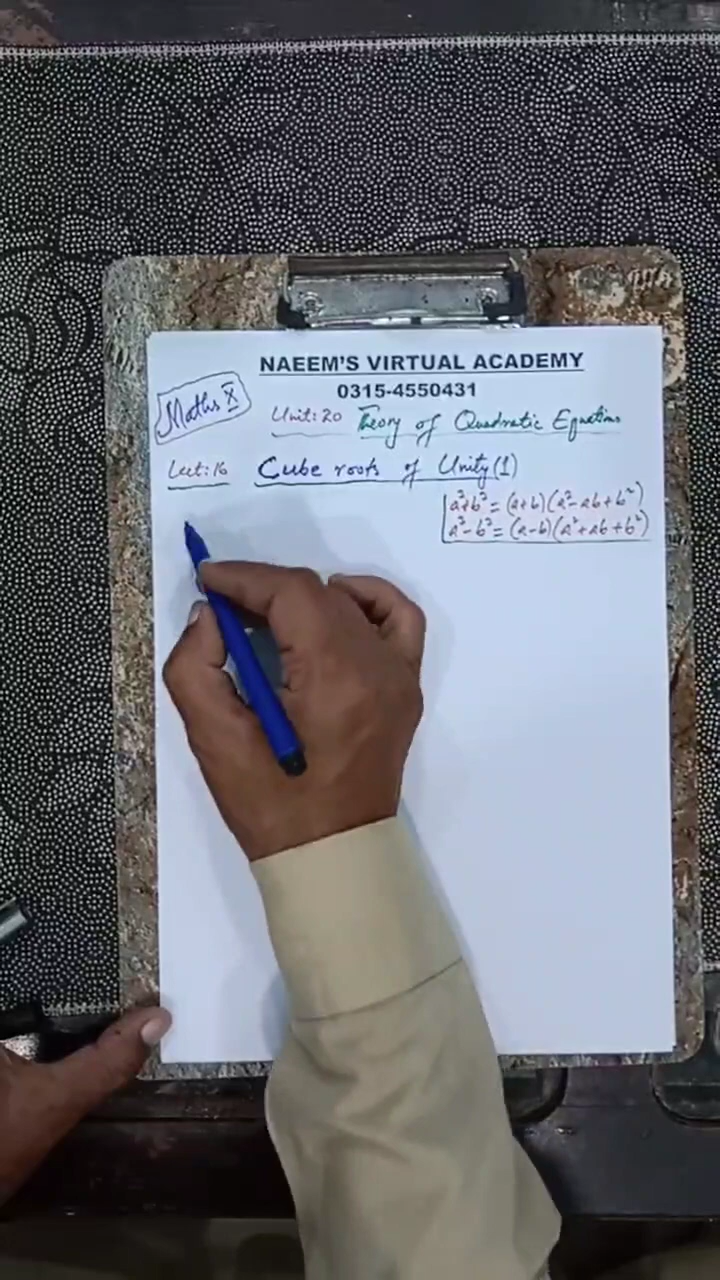 NAEEM'S VIRTUAL ACADEMY
0315-4550431
Maths X
Unit: 20 Theory of Quadratic Equations
Lect: 16 Cube roots of Unity (1)
a³+b³ = (a+b)(a²-ab+b²)
a³-b³ = (a-b)(a²+ab+b²)